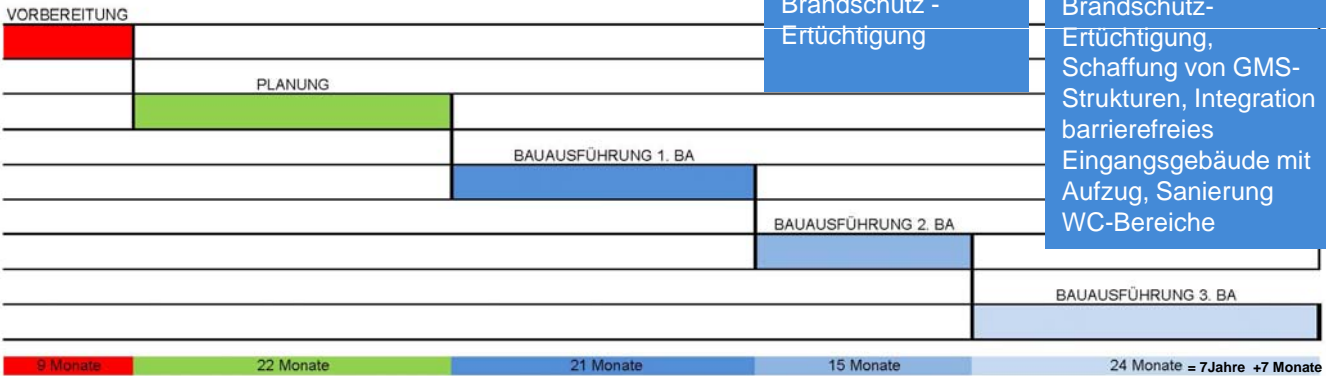 Brandschutz -
Ertüchtigung
Brandschutz-
Ertüchtigung,
Schaffung von GMS-
Strukturen, Integration
barrierefreies
Eingangsgebäude mit
Aufzug, Sanierung
WC-Bereiche
VORBEREITUNG
PLANUNG
BAUAUSFÜHRUNG 1. BA
BAUAUSFÜHRUNG 2. BA
BAUAUSFÜHRUNG 3. BA
9 Monate 22 Monate 21 Monate 15 Monate 24 Monate = 7Jahre +7 Monate